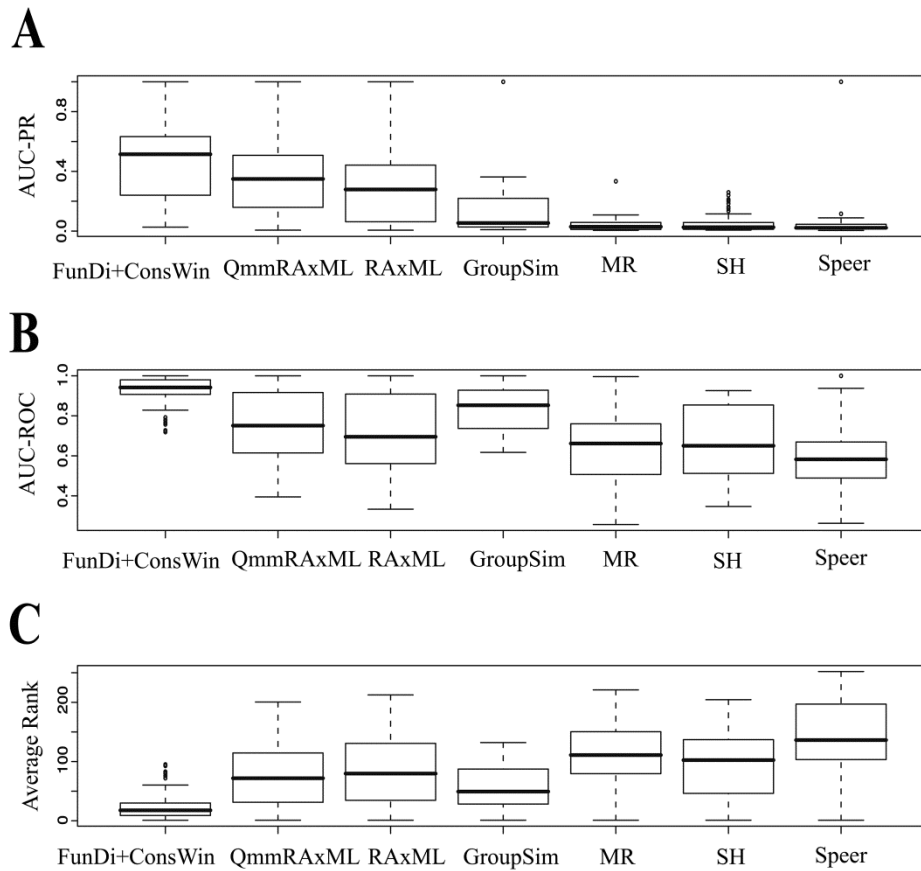 A
AUC-PR
0.8
0.4
0.0
FunDi+ConsWin QmmRAxML RAxML GroupSim MR SH Speer
B
AUC-ROC
1.0
0.8
0.6
0.4
FunDi+ConsWin QmmRAxML RAxML GroupSim MR SH Speer
C
Average Rank
200
100
0
FunDi+ConsWin QmmRAxML RAxML GroupSim MR SH Speer